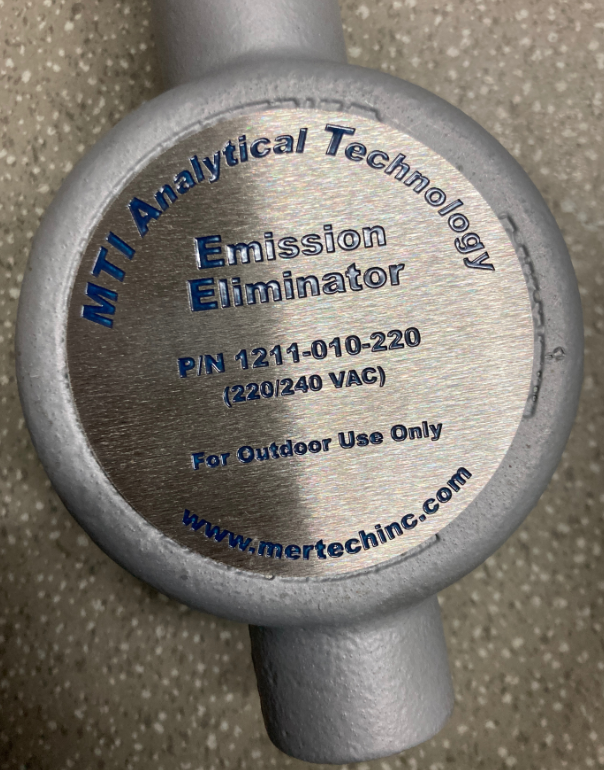 MTI Analytical Technology
Emission
Eliminator
P/N 1211-010-220
(220/240 VAC)
For Outdoor Use Only
www.mertechinc.com